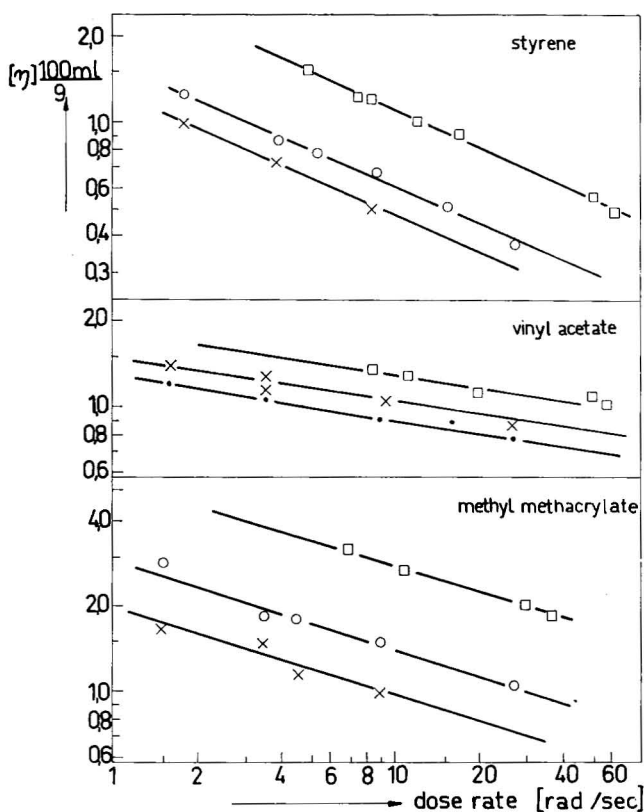 styrene
[η] 100ml
g
2,0
1,0
0,8
0,6
0,4
0,3
vinyl acetate
2,0
1,0
0,8
0,6
methyl methacrylate
4,0
2,0
1,0
0,8
0,6
1 2 4 6 8 10 20 40 60
dose rate [rad /sec]